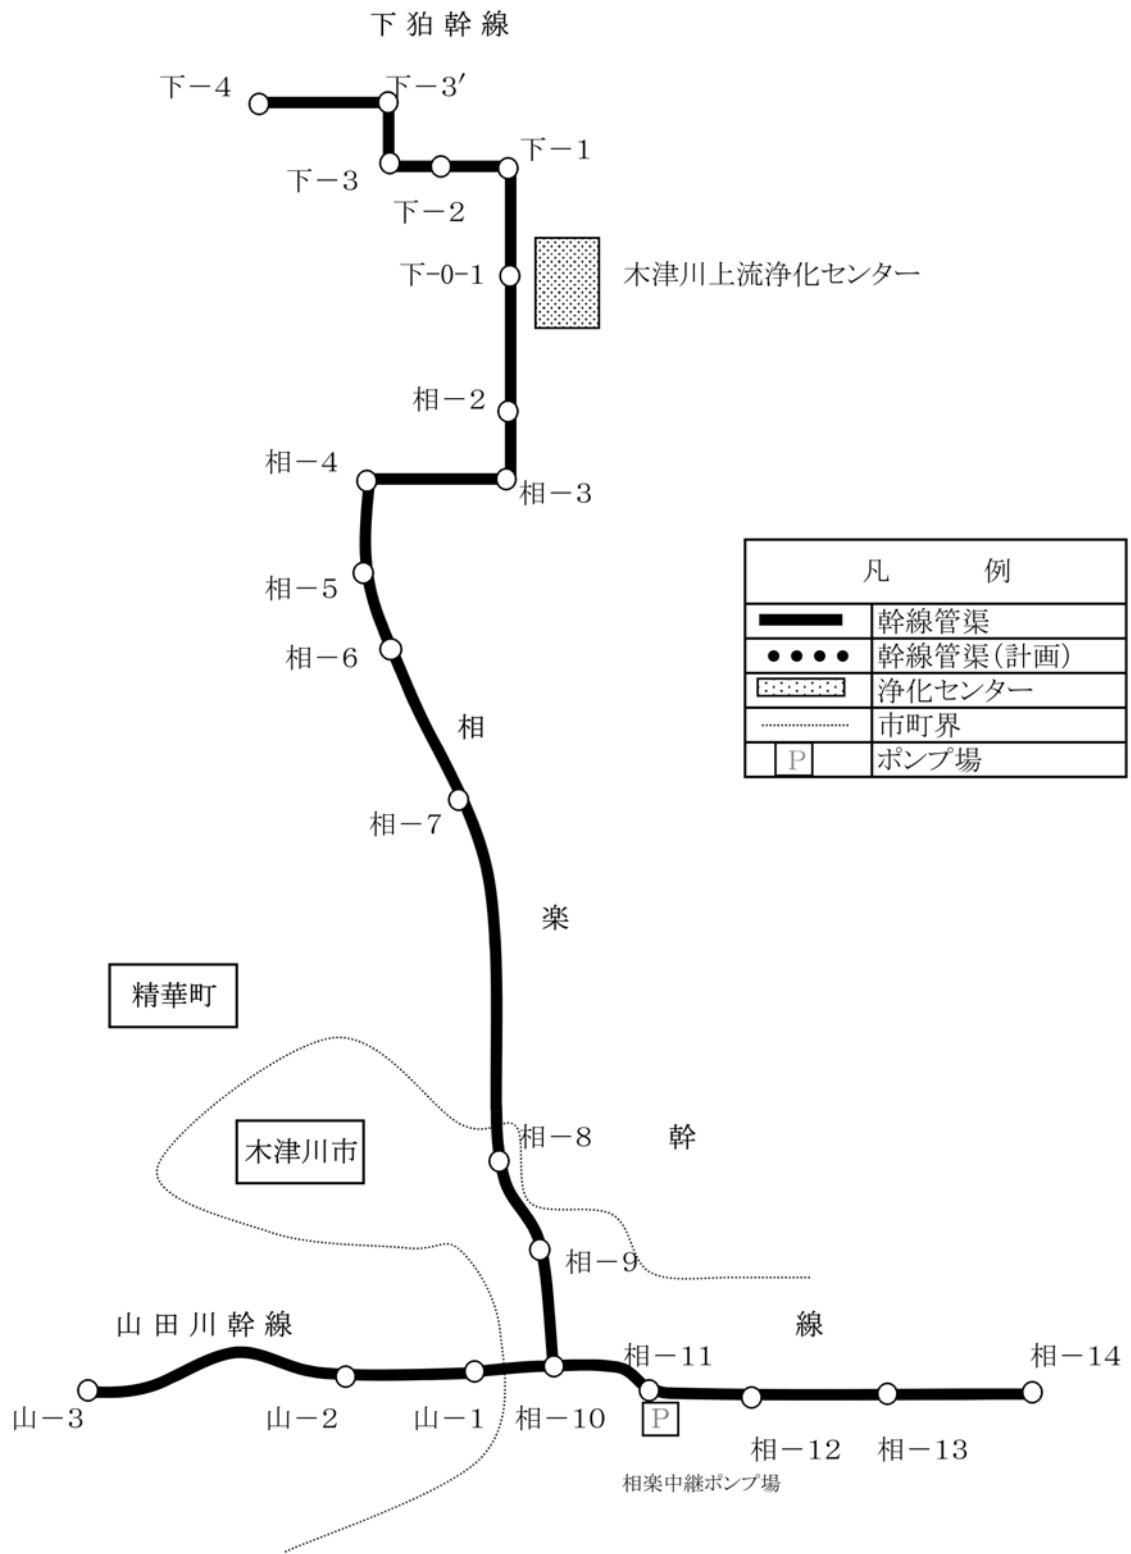 下狛幹線
下－4
下－3′
下－1
下－3
下－2
下-0-1
木津川上流浄化センター
相－2
相－4
相－3
凡　例
相－5
幹線管渠
幹線管渠（計画）
相－6
浄化センター
市町界
P ポンプ場
相
相－7
楽
精華町
相－8
幹
木津川市
相－9
山田川幹線
線
相－11
相－14
山－3
山－2
山－1
相－10
P
相－12
相－13
相楽中継ポンプ場